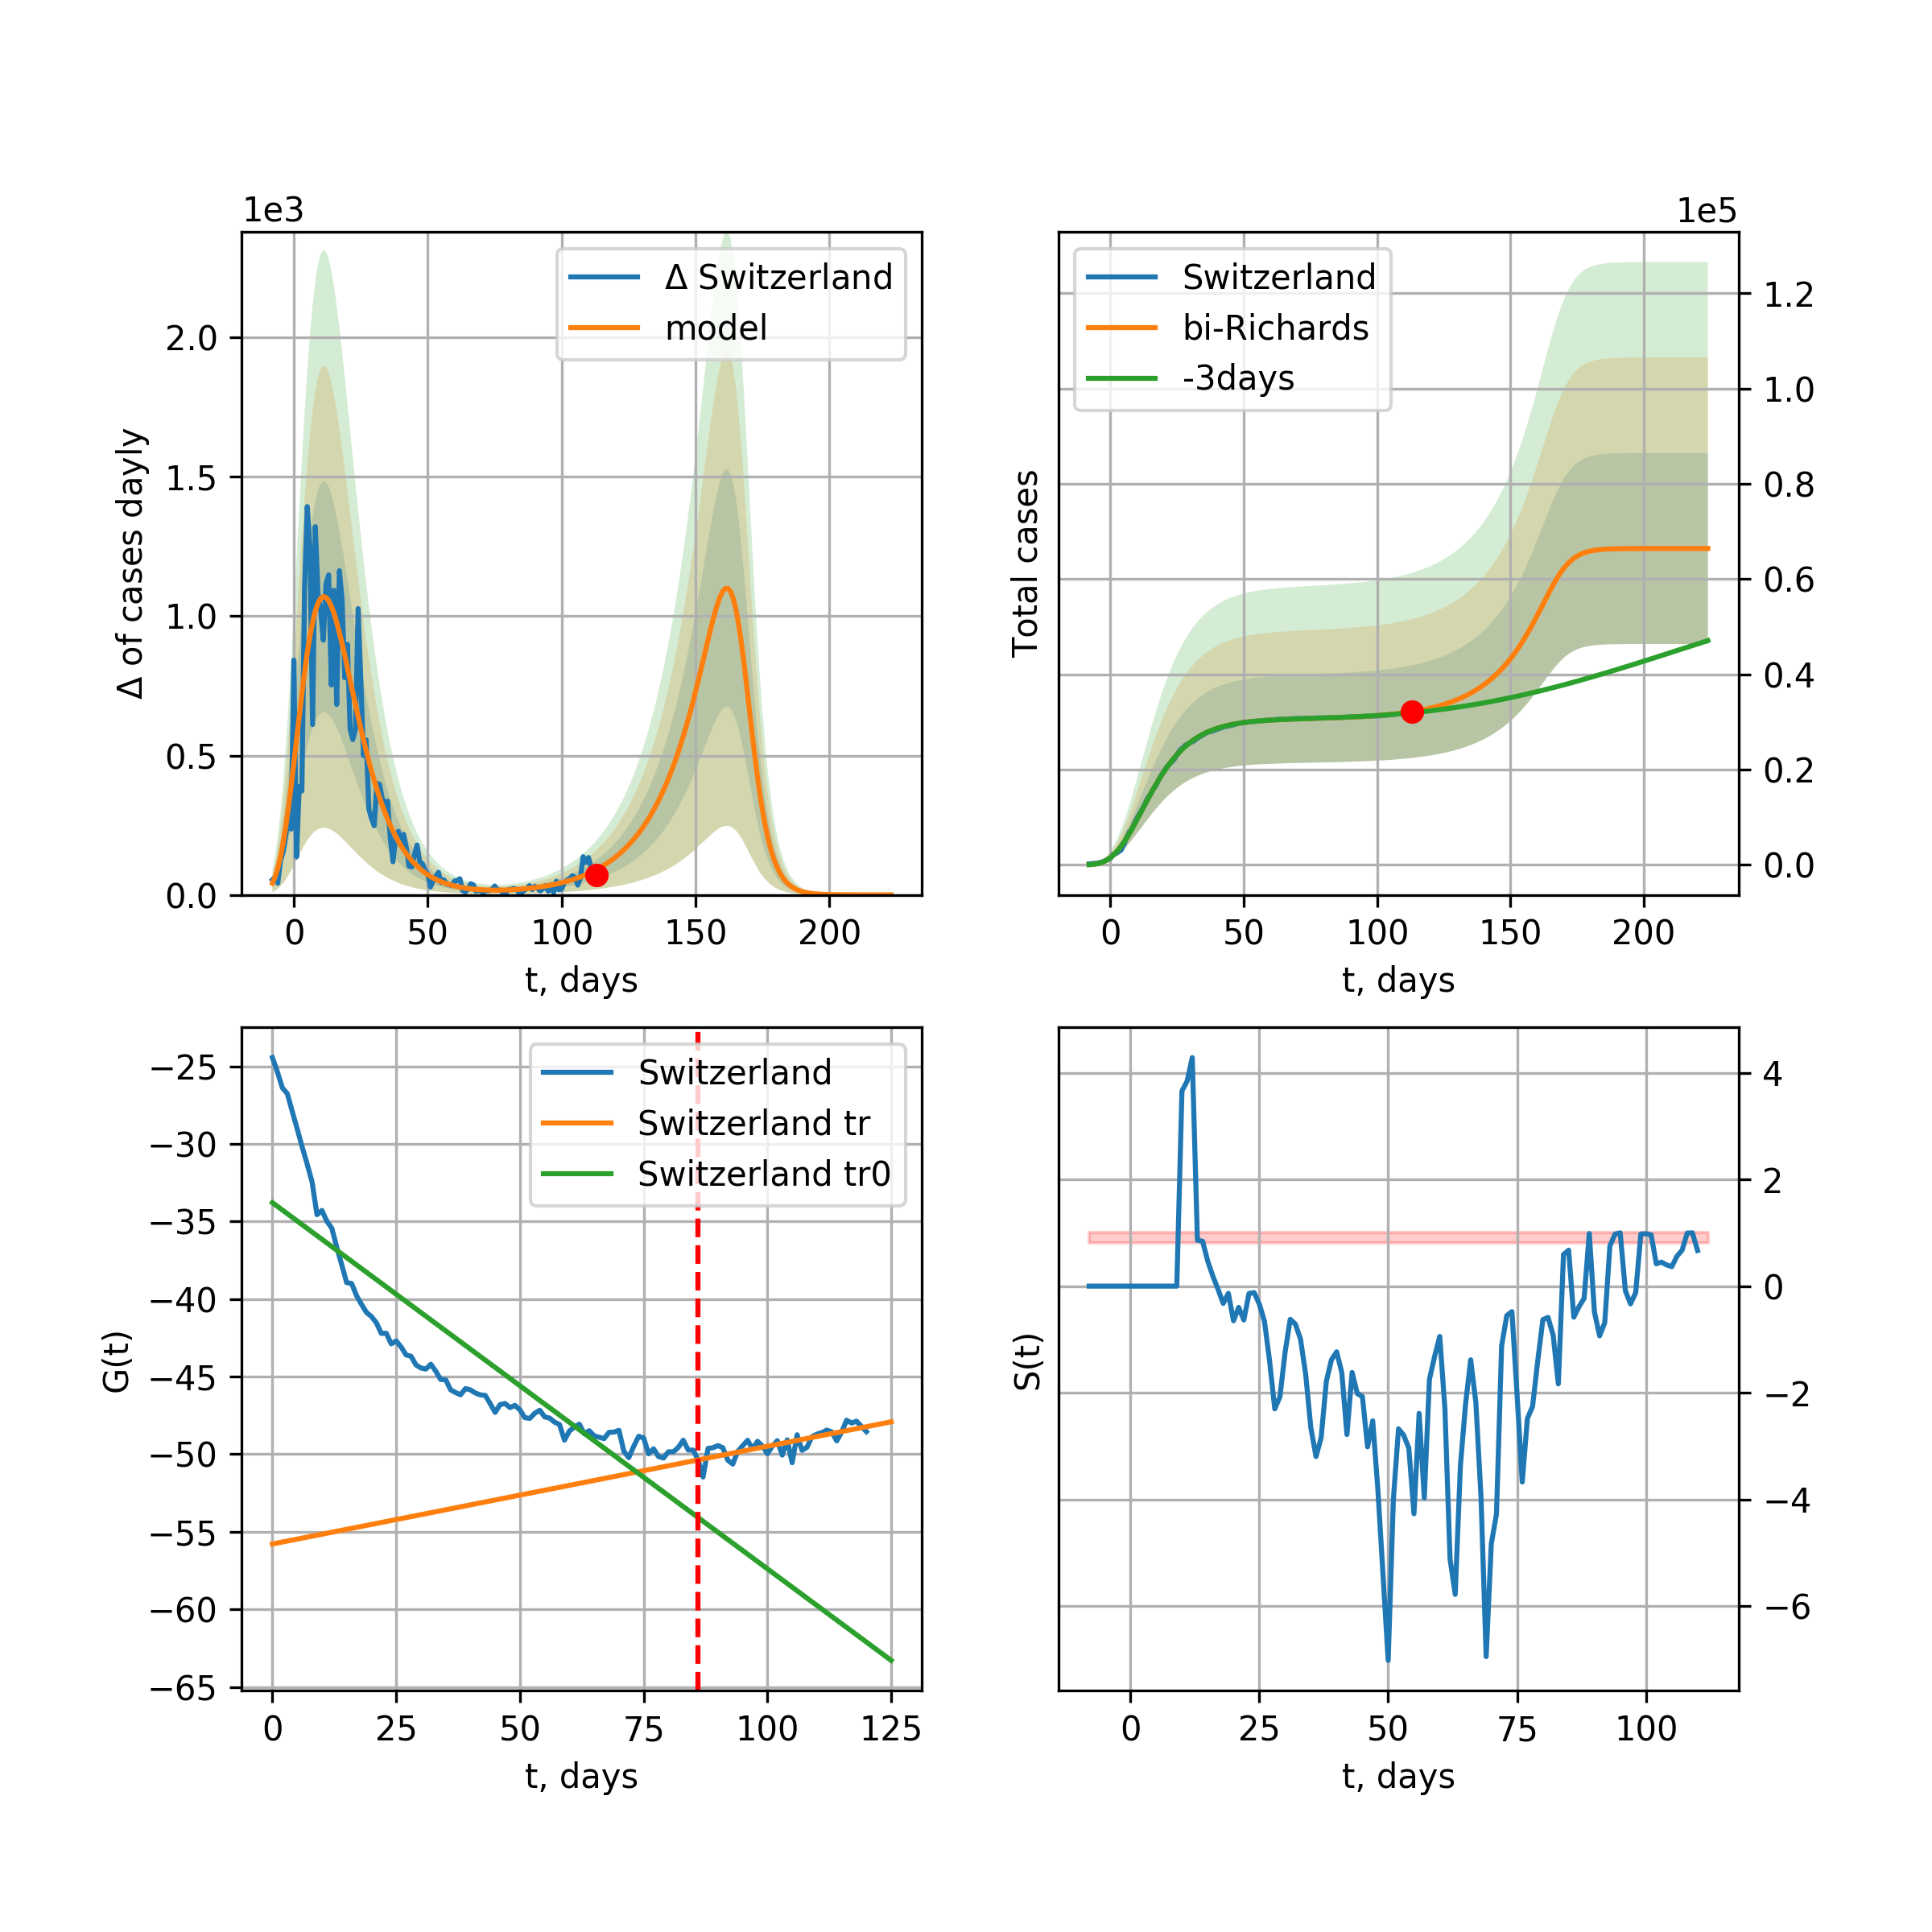 1e3
Δ of cases dayly
2.0
1.5
1.0
0.5
0.0
Δ Switzerland
model
0 50 100 150 200
t, days
1e5
Total cases
Switzerland
bi-Richards
-3days
1.2
1.0
0.8
0.6
0.4
0.2
0.0
0 50 100 150 200
t, days
G(t)
−25
−30
−35
−40
−45
−50
−55
−60
−65
Switzerland
Switzerland tr
Switzerland tr0
0 25 50 75 100 125
t, days
S(t)
4
2
0
−2
−4
−6
0 25 50 75 100
t, days